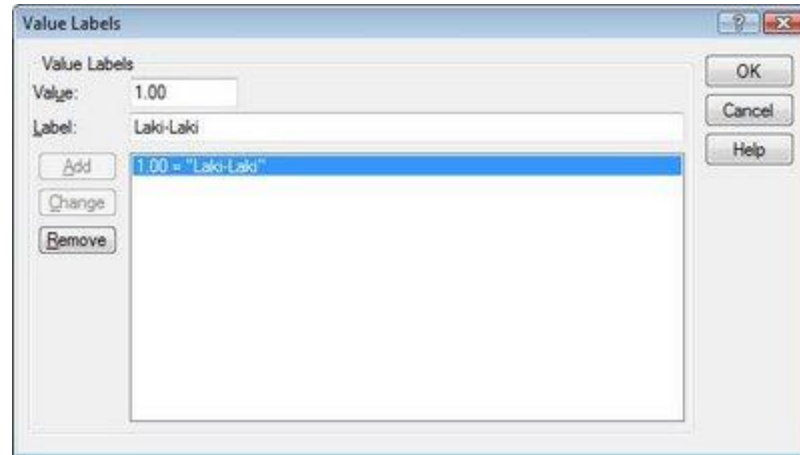 Value Labels
Value Labels
OK
Value: 1.00
Cancel
Label: Laki-Laki
Help
Add
1.00 = "Laki-Laki"
Change
Remove